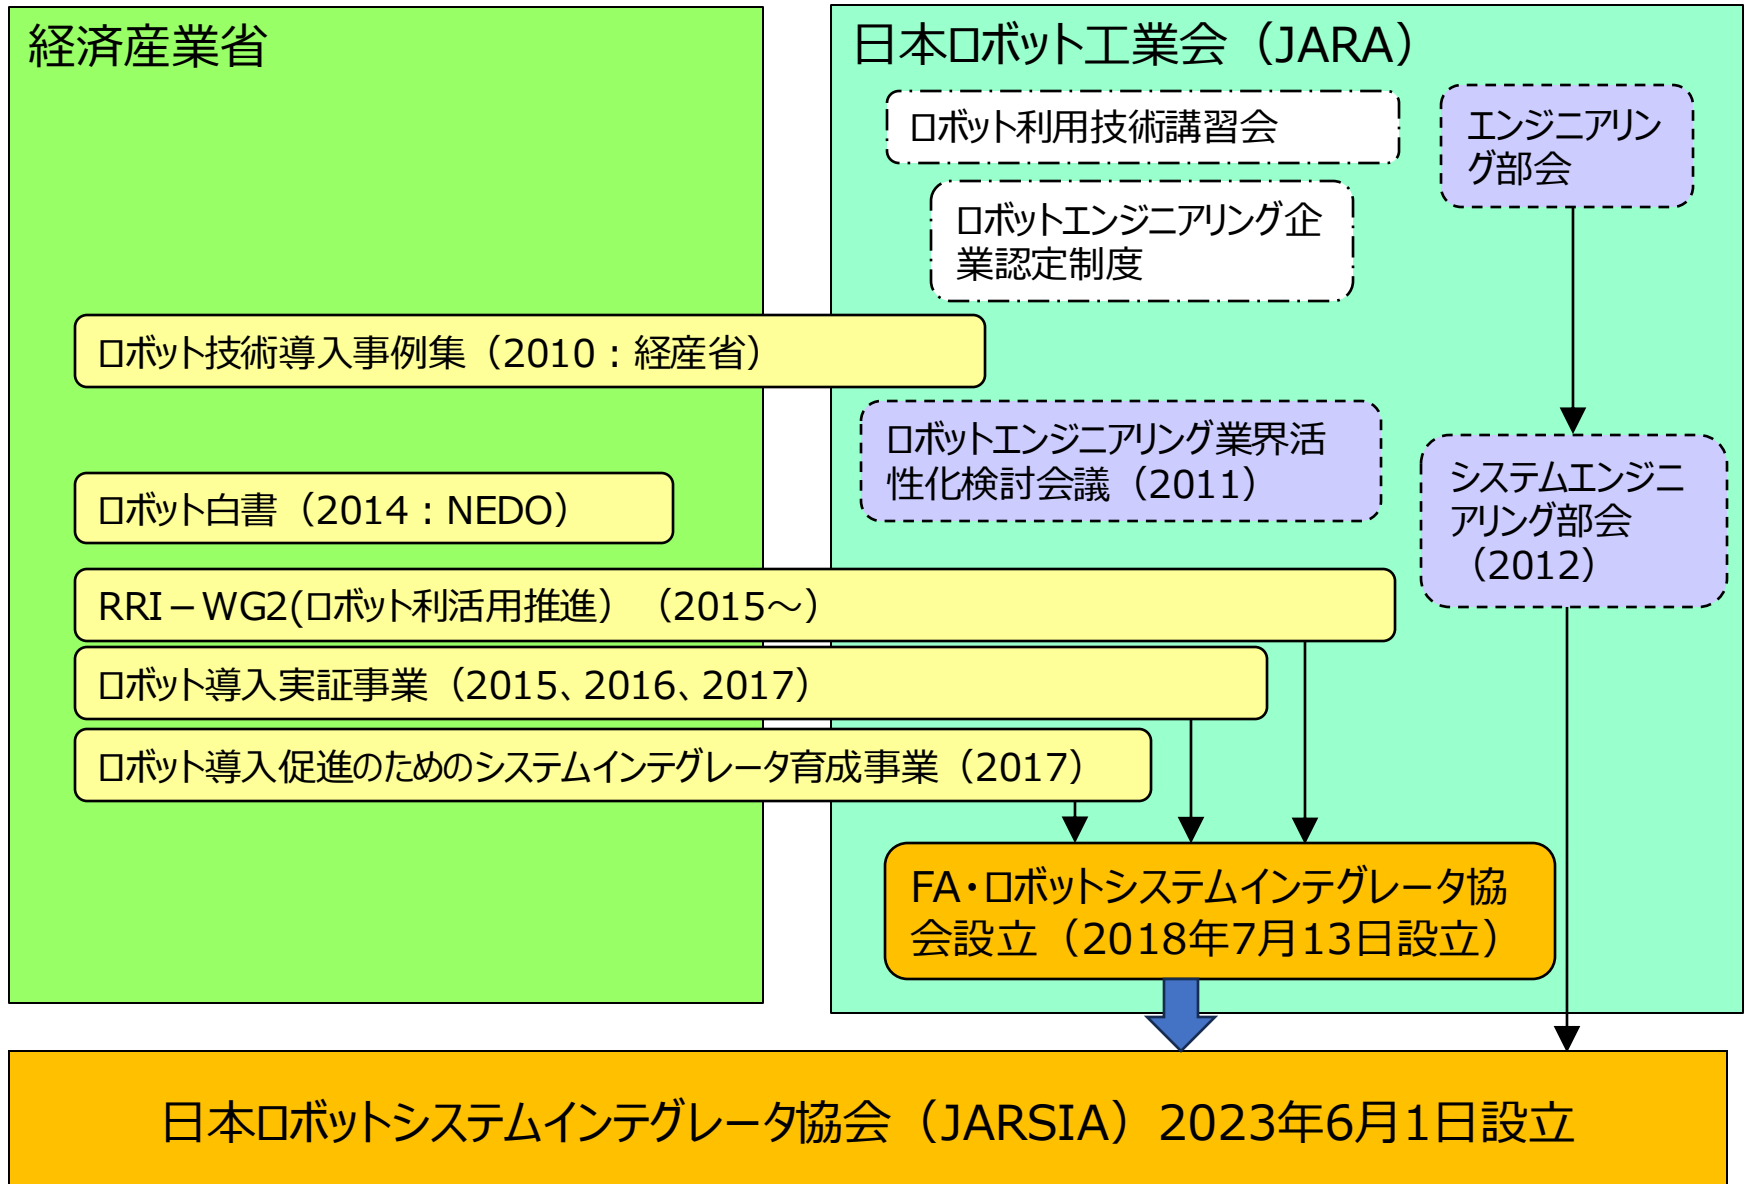 経済産業省
日本ロボット工業会（JARA）
ロボット利用技術講習会
エンジニアリン
グ部会
ロボットエンジニアリング企
業認定制度
ロボット技術導入事例集（2010：経産省）
ロボットエンジニアリング業界活
性化検討会議（2011）
システムエンジニ
アリング部会
（2012）
ロボット白書（2014：NEDO）
RRI－WG2(ロボット利活用推進）（2015～）
ロボット導入実証事業（2015、2016、2017）
ロボット導入促進のためのシステムインテグレータ育成事業（2017）
FA・ロボットシステムインテグレータ協
会設立（2018年7月13日設立）
日本ロボットシステムインテグレータ協会（JARSIA）2023年6月1日設立